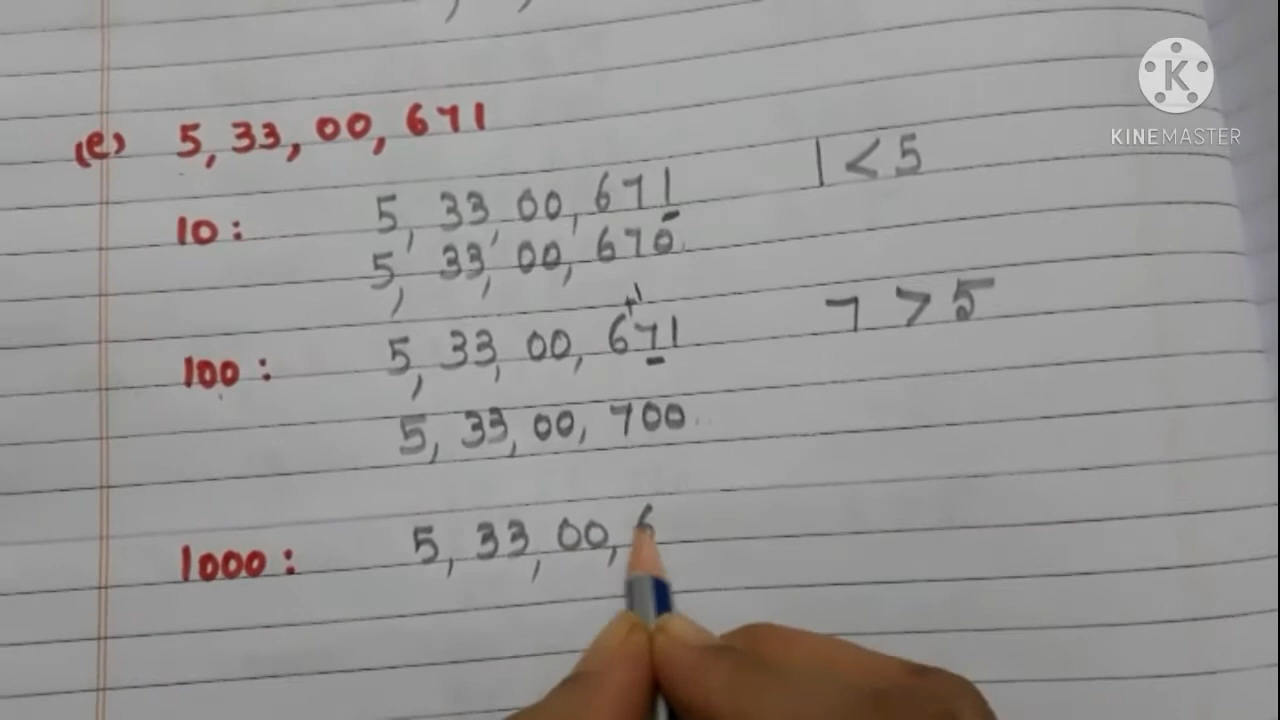 (e) 5,33,00,671
10: 5,33,00,671 1<5
5,33,00,670
+1
100: 5,33,00,671 7>5
5,33,00,700
1000: 5,33,00,6
K
KINEMASTER